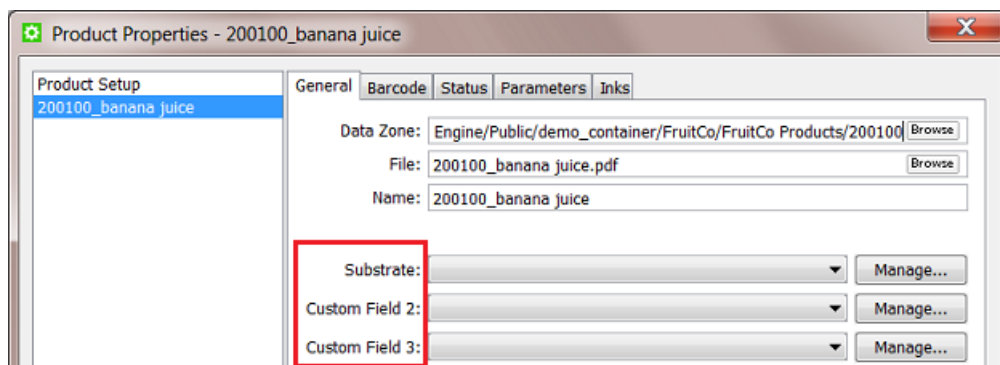 Product Properties - 200100_banana juice
X
Product Setup
200100_banana juice
General Barcode Status Parameters Inks
Data Zone: Engine/Public/demo_container/FruitCo/FruitCo Products/200100 Browse
File: 200100_banana juice.pdf Browse
Name: 200100_banana juice
Substrate: Manage...
Custom Field 2: Manage...
Custom Field 3: Manage...